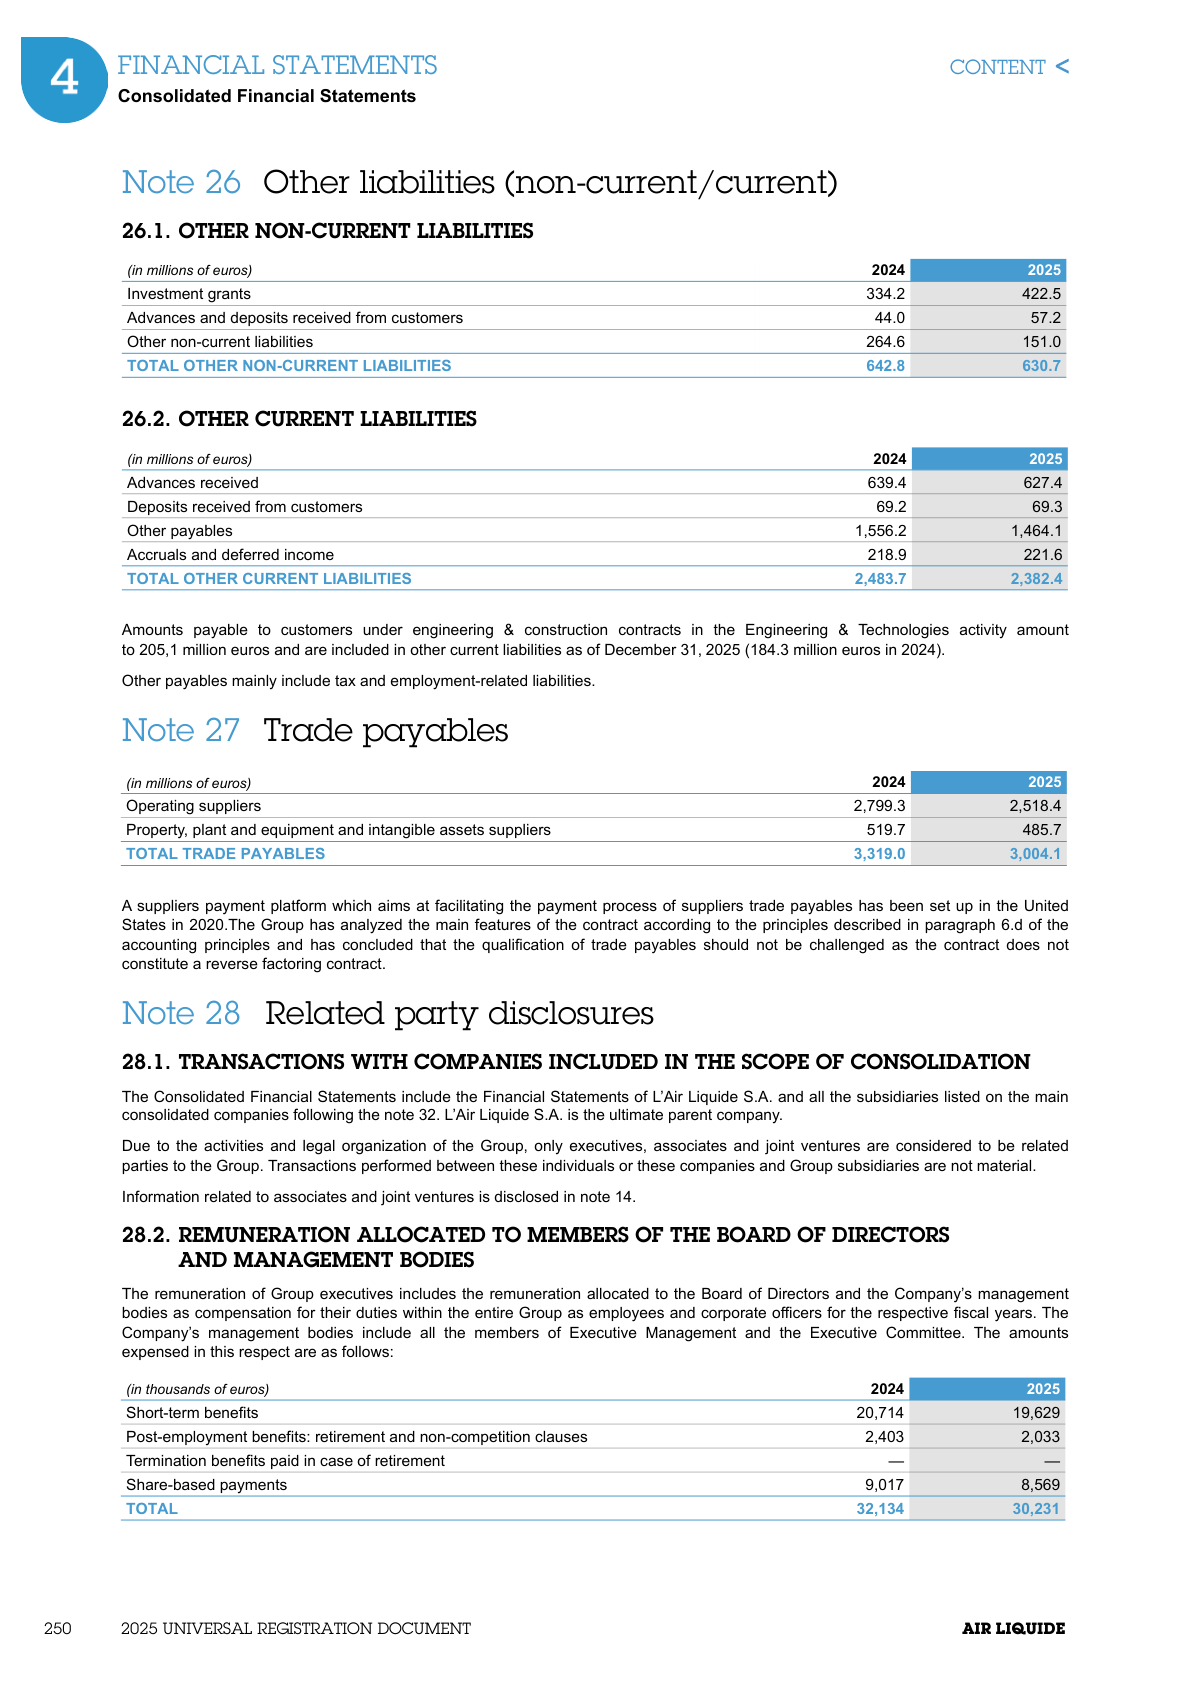 4
FINANCIAL STATEMENTS
CONTENT <
Consolidated Financial Statements
Note 26 Other liabilities (non-current/current)
26.1. OTHER NON-CURRENT LIABILITIES
(in millions of euros) 2024 2025
Investment grants 334.2 422.5
Advances and deposits received from customers 44.0 57.2
Other non-current liabilities 264.6 151.0
TOTAL OTHER NON-CURRENT LIABILITIES 642.8 630.7
26.2. OTHER CURRENT LIABILITIES
(in millions of euros) 2024 2025
Advances received 639.4 627.4
Deposits received from customers 69.2 69.3
Other payables 1,556.2 1,464.1
Accruals and deferred income 218.9 221.6
TOTAL OTHER CURRENT LIABILITIES 2,483.7 2,382.4
Amounts payable to customers under engineering & construction contracts in the Engineering & Technologies activity amount
to 205,1 million euros and are included in other current liabilities as of December 31, 2025 (184.3 million euros in 2024).
Other payables mainly include tax and employment-related liabilities.
Note 27 Trade payables
(in millions of euros) 2024 2025
Operating suppliers 2,799.3 2,518.4
Property, plant and equipment and intangible assets suppliers 519.7 485.7
TOTAL TRADE PAYABLES 3,319.0 3,004.1
A suppliers payment platform which aims at facilitating the payment process of suppliers trade payables has been set up in the United
States in 2020.The Group has analyzed the main features of the contract according to the principles described in paragraph 6.d of the
accounting principles and has concluded that the qualification of trade payables should not be challenged as the contract does not
constitute a reverse factoring contract.
Note 28 Related party disclosures
28.1. TRANSACTIONS WITH COMPANIES INCLUDED IN THE SCOPE OF CONSOLIDATION
The Consolidated Financial Statements include the Financial Statements of L’Air Liquide S.A. and all the subsidiaries listed on the main
consolidated companies following the note 32. L’Air Liquide S.A. is the ultimate parent company.
Due to the activities and legal organization of the Group, only executives, associates and joint ventures are considered to be related
parties to the Group. Transactions performed between these individuals or these companies and Group subsidiaries are not material.
Information related to associates and joint ventures is disclosed in note 14.
28.2. REMUNERATION ALLOCATED TO MEMBERS OF THE BOARD OF DIRECTORS
AND MANAGEMENT BODIES
The remuneration of Group executives includes the remuneration allocated to the Board of Directors and the Company’s management
bodies as compensation for their duties within the entire Group as employees and corporate officers for the respective fiscal years. The
Company’s management bodies include all the members of Executive Management and the Executive Committee. The amounts
expensed in this respect are as follows:
(in thousands of euros) 2024 2025
Short-term benefits 20,714 19,629
Post-employment benefits: retirement and non-competition clauses 2,403 2,033
Termination benefits paid in case of retirement — —
Share-based payments 9,017 8,569
TOTAL 32,134 30,231
250 2025 UNIVERSAL REGISTRATION DOCUMENT AIR LIQUIDE